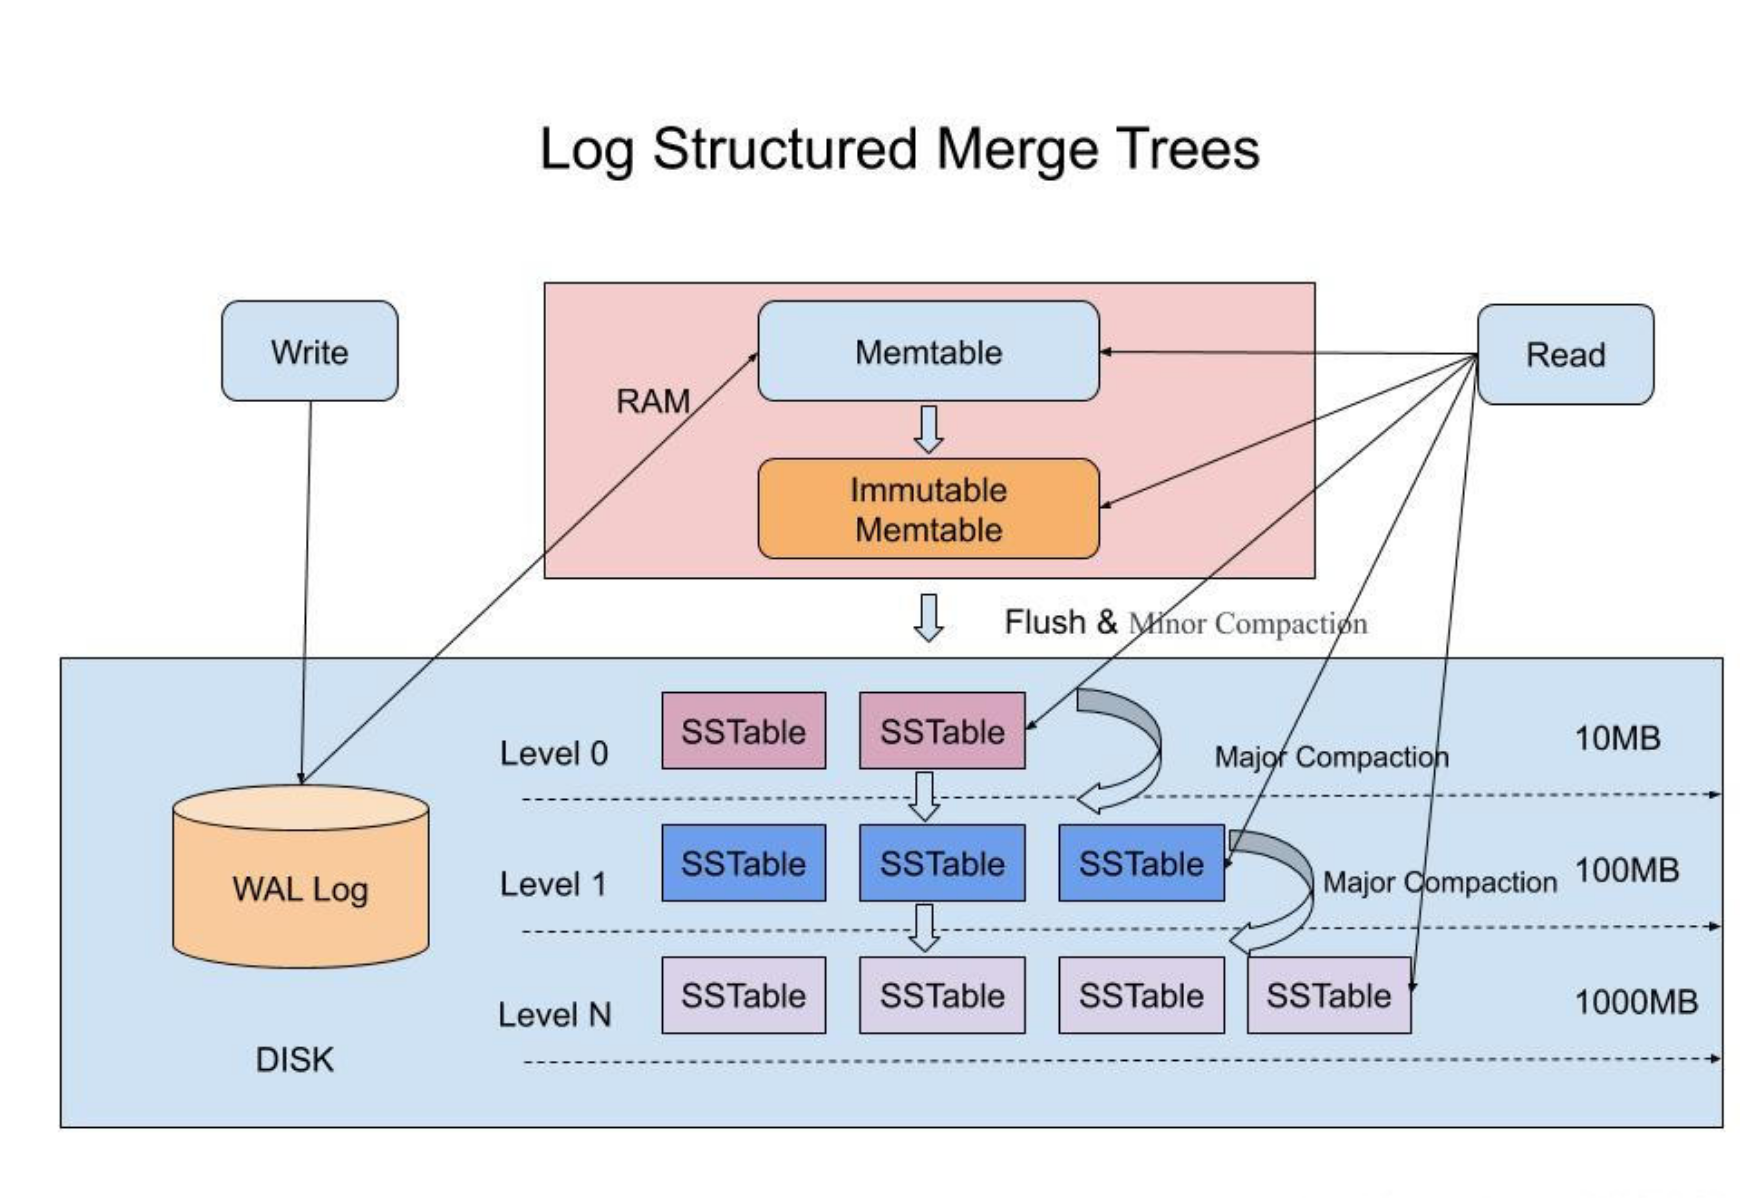 Log Structured Merge Trees
Write
Memtable
Read
RAM
Immutable
Memtable
Flush & Minor Compaction
Level 0
SSTable
SSTable
Major Compaction
10MB
Level 1
SSTable
SSTable
SSTable
Major Compaction
100MB
WAL Log
Level N
SSTable
SSTable
SSTable
SSTable
1000MB
DISK